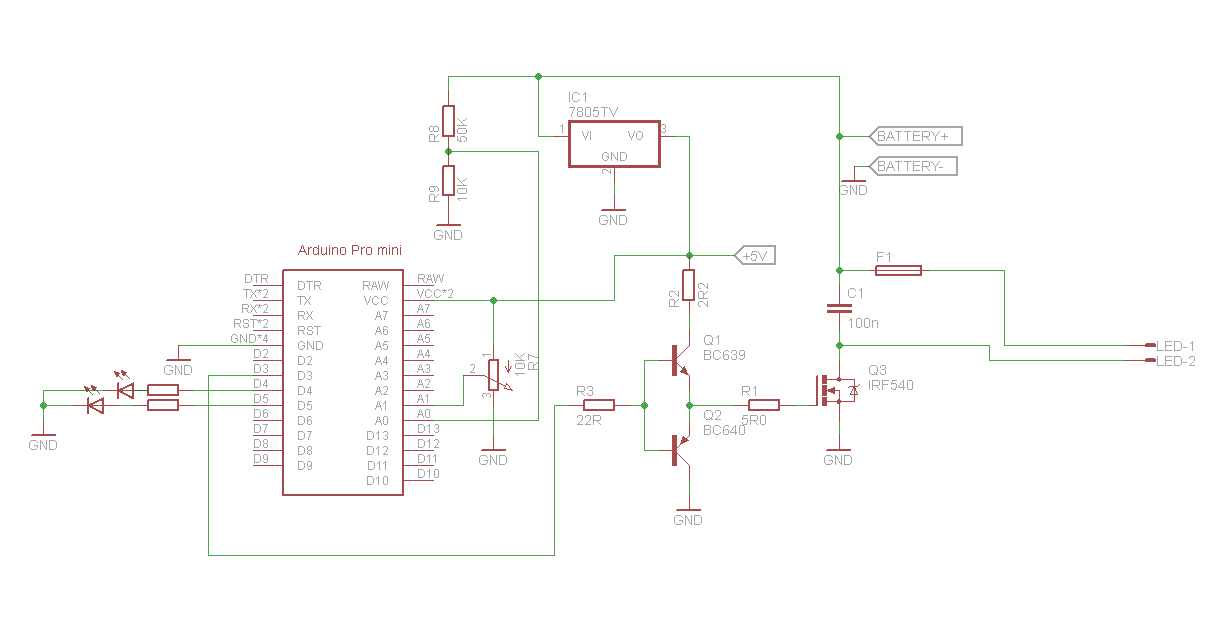 IC1
7805TV
1
VI
VO
3
GND
2
GND
R8
50K
R9
10K
GND
BATTERY+
BATTERY-
GND
+5V
F1
C1
100n
LED-1
LED-2
R2
2R2
Arduino Pro mini
DTR
DTR
RAW
RAW
TX*2
TX
VCC
VCC*2
RX*2
RX
A7
A7
RST*2
RST
A6
A6
GND*4
GND
A5
A5
D2
D2
A4
A4
D3
D3
A3
A3
D4
D4
A2
A2
D5
D5
A1
A1
D6
D6
A0
A0
D7
D7
D13
D13
D8
D8
D12
D12
D9
D9
D11
D11
D10
D10
GND
GND
1
2
3
10K
R7
GND
R3
22R
Q1
BC639
Q2
BC640
GND
R1
5R0
Q3
IRF540
GND